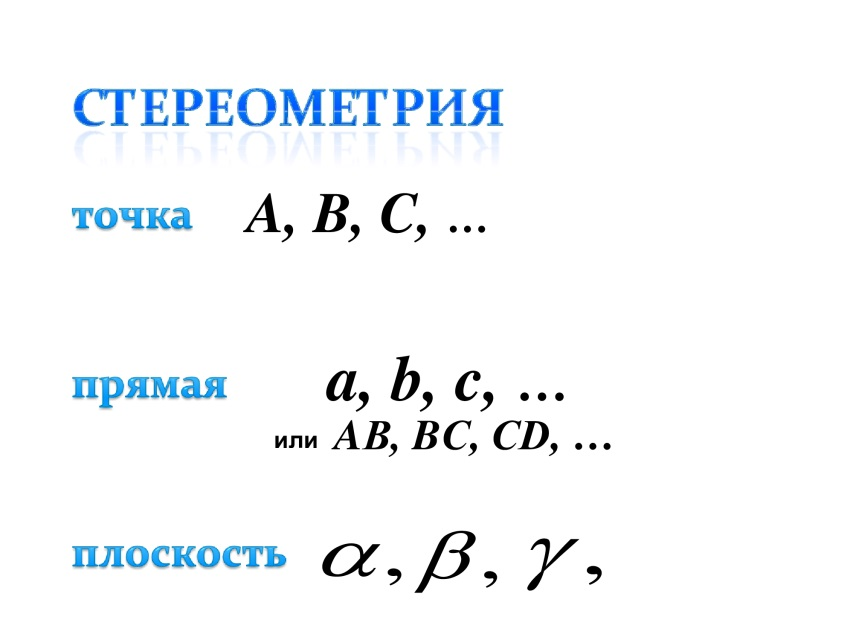 СТЕРЕОМЕТРИЯ
точка A, B, C, ...
прямая a, b, c, ...
или AB, BC, CD, ...
плоскость α, β, γ,